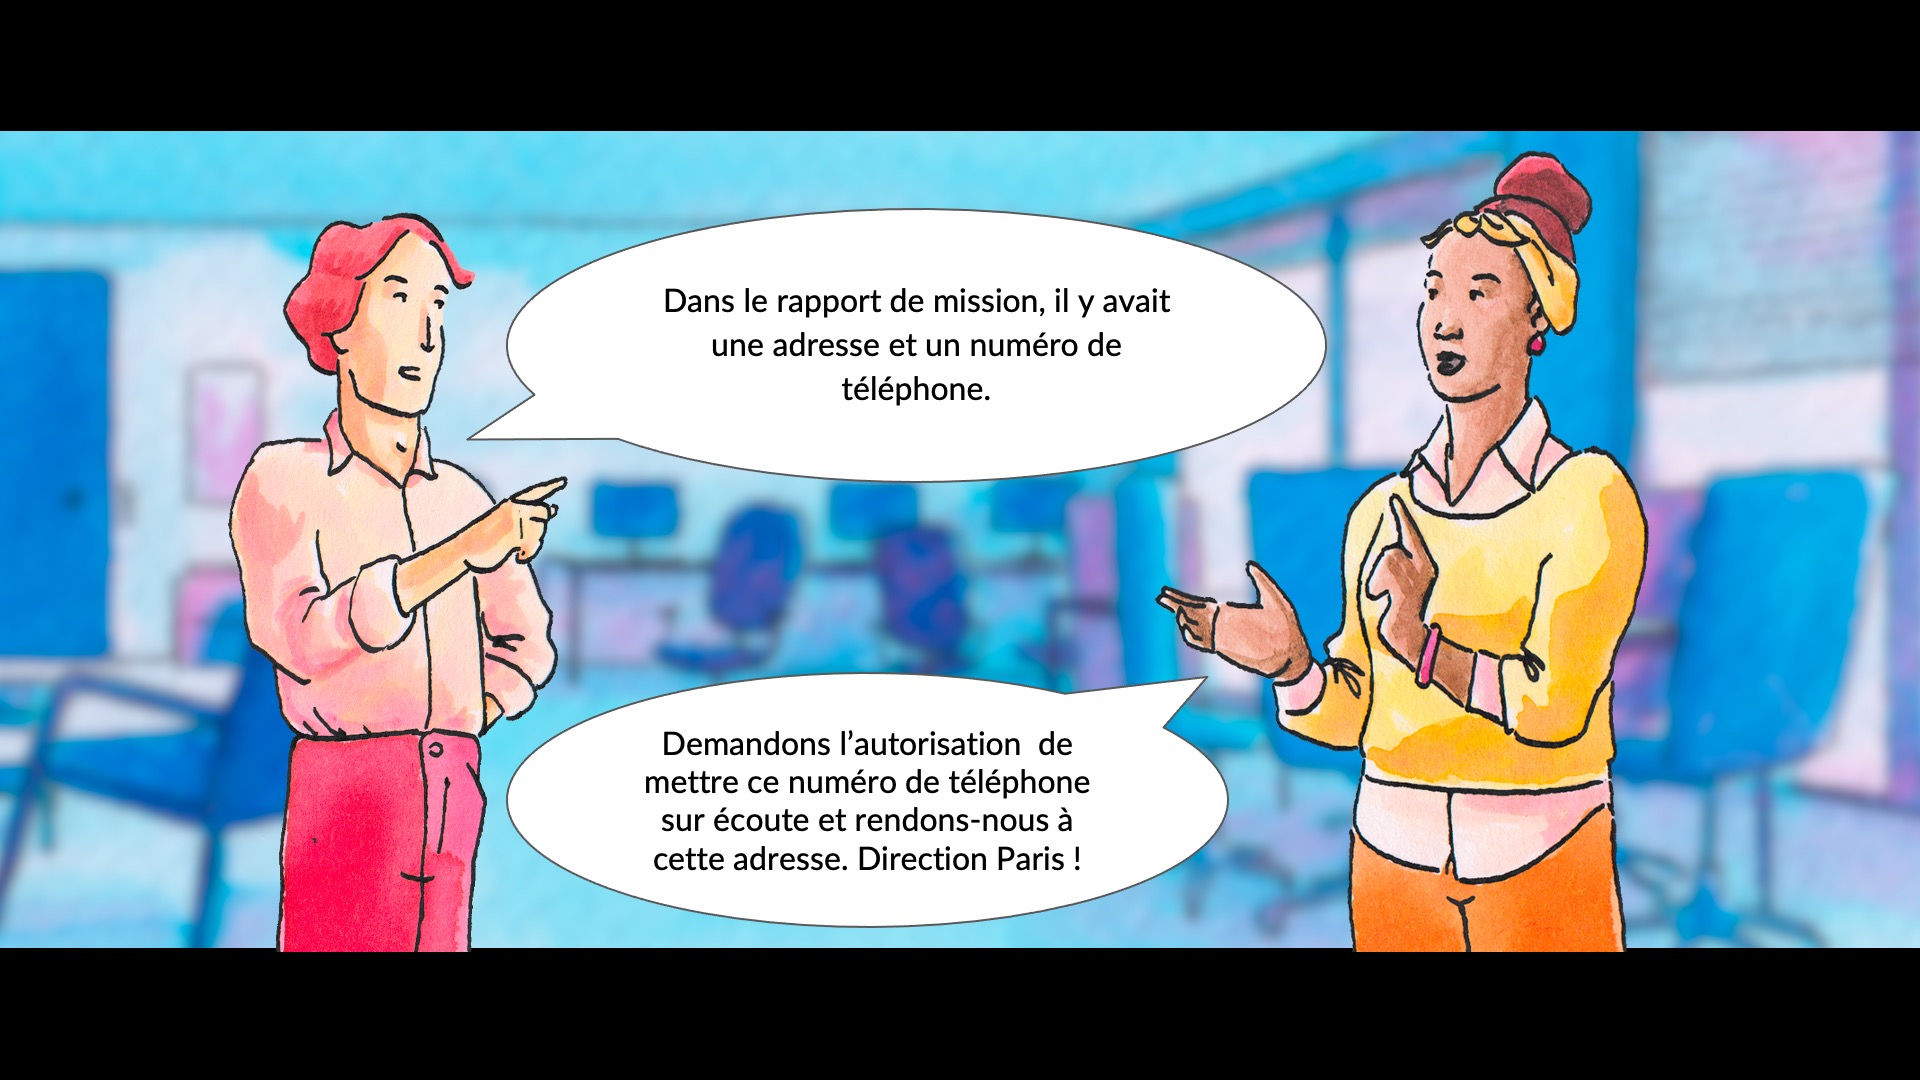 Dans le rapport de mission, il y avait
une adresse et un numéro de
téléphone.
Demandons l’autorisation  de
mettre ce numéro de téléphone
sur écoute et rendons-nous à
cette adresse. Direction Paris !